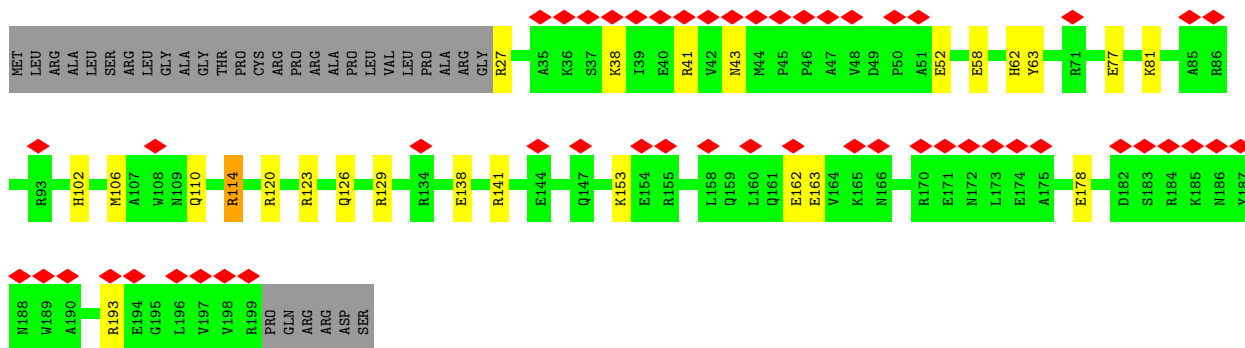 MET LEU ARG ALA LEU SER ARG LEU GLY ALA GLY THR PRO CYS ARG PRO ARG ALA PRO LEU VAL LEU PRO ALA ARG GLY R27 A35 K36 S37 K38 I39 E40 R41 V42 N43 M44 P45 P46 A47 V48 D49 P50 A51 E52 E58 H62 Y63 R71 E77 K81 A85 R86
R93 H102 M106 A107 W108 N109 Q110 R114 R120 R123 Q126 R129 R134 E138 R141 E144 Q147 K153 E154 R155 L158 Q159 L160 Q161 E162 E163 V164 K165 N166 R170 E171 N172 L173 E174 A175 E178 D182 S183 R184 K185 N186 Y187
N188 W189 A190 R193 E194 G195 L196 V197 V198 R199 PRO GLN ARG ARG ASP SER